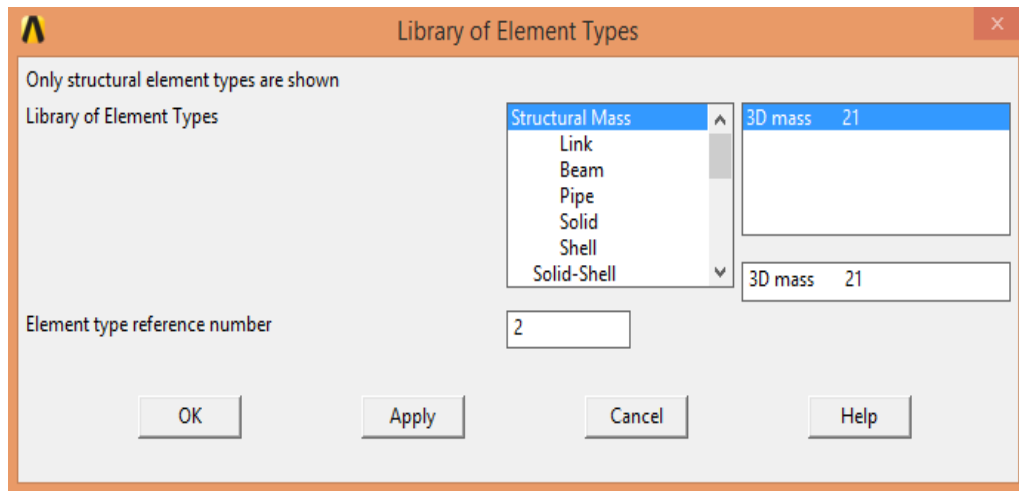 Library of Element Types
Only structural element types are shown
Library of Element Types
Structural Mass
Link
Beam
Pipe
Solid
Shell
Solid-Shell
3D mass 21
3D mass 21
Element type reference number
2
OK
Apply
Cancel
Help